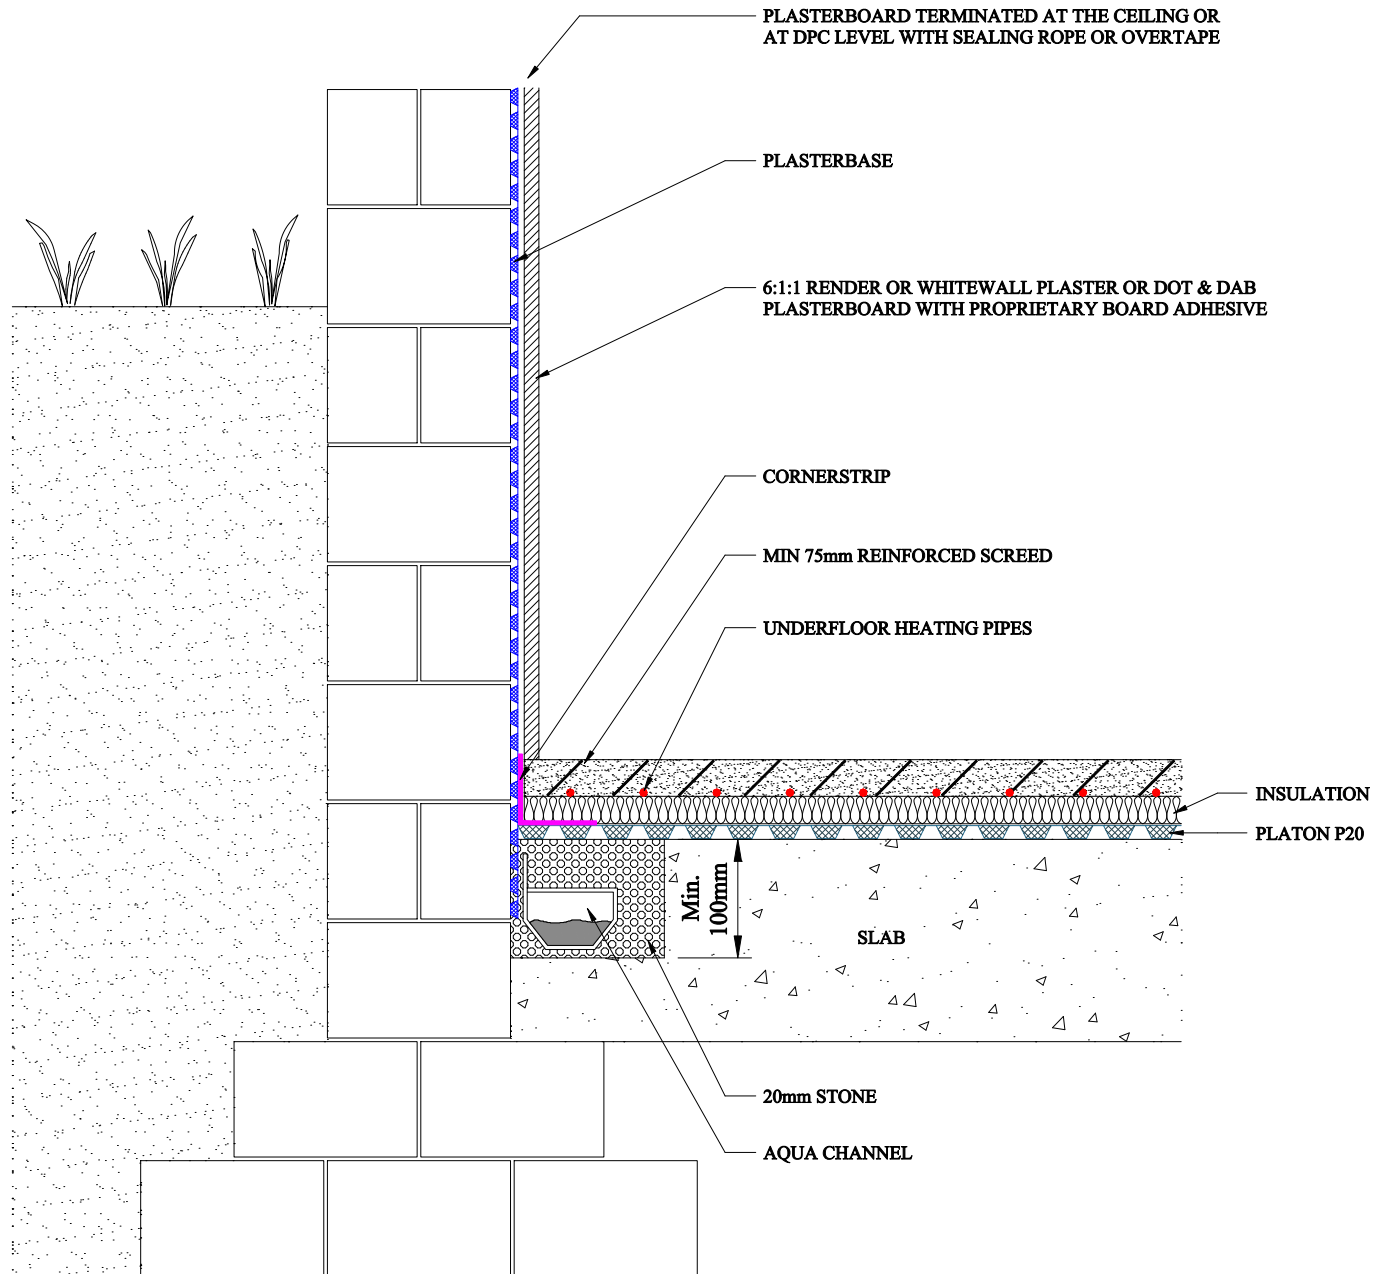 PLASTERBOARD TERMINATED AT THE CEILING OR
AT DPC LEVEL WITH SEALING ROPE OR OVERTAPE
PLASTERBASE
6:1:1 RENDER OR WHITEWALL PLASTER OR DOT & DAB
PLASTERBOARD WITH PROPRIETARY BOARD ADHESIVE
CORNERSTRIP
MIN 75mm REINFORCED SCREED
UNDERFLOOR HEATING PIPES
INSULATION
PLATON P20
Min.
100mm
SLAB
20mm STONE
AQUA CHANNEL